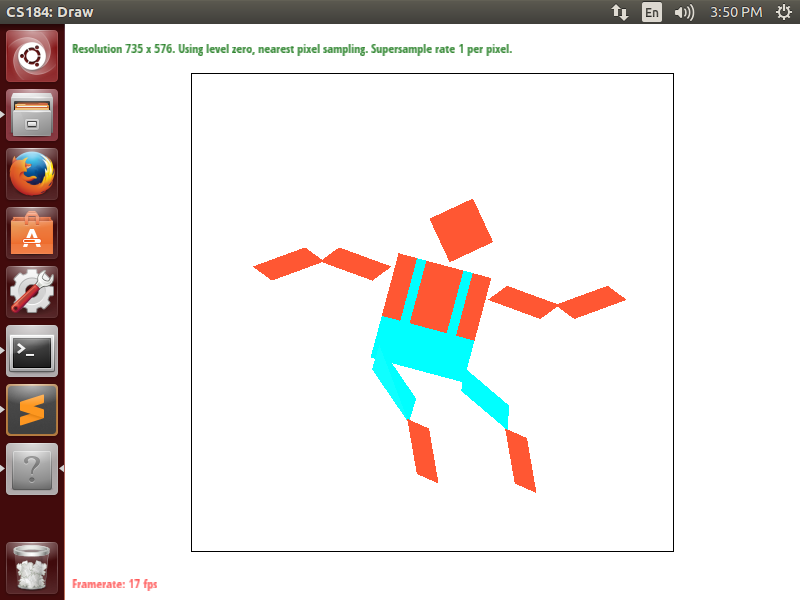 CS184: Draw
En
3:50 PM
Resolution 735 x 576. Using level zero, nearest pixel sampling. Supersample rate 1 per pixel.
Framerate: 17 fps